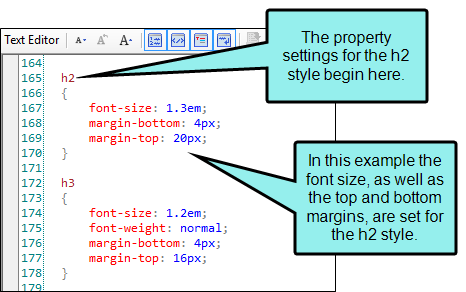 Text Editor A- A A-
164
165 h2
166 {
167 font-size: 1.3em;
168 margin-bottom: 4px;
169 margin-top: 20px;
170 }
171
172 h3
173 {
174 font-size: 1.2em;
175 font-weight: normal;
176 margin-bottom: 4px;
177 margin-top: 16px;
178 }
179
The property
settings for the h2
style begin here.
In this example the
font size, as well as
the top and bottom
margins, are set for
the h2 style.